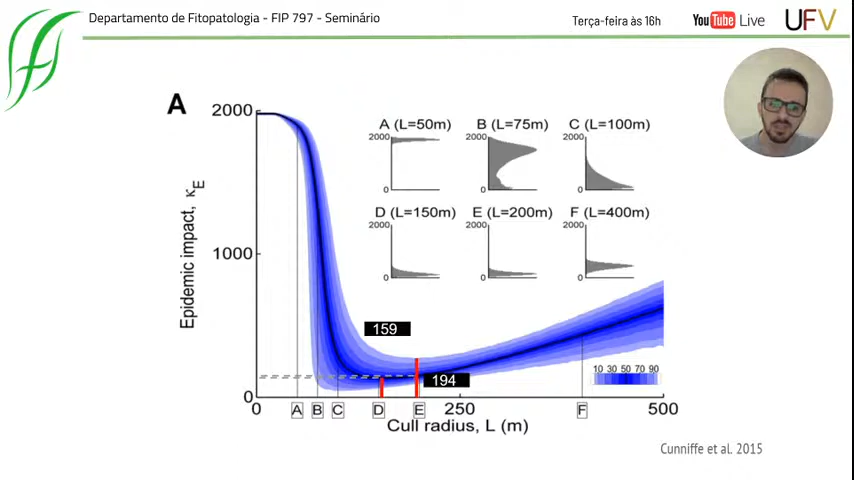 Departamento de Fitopatologia - FIP 797 - Seminário
Terça-feira às 16h
YouTube Live
UFV
A
2000
1000
0
Epidemic impact, κE
A (L=50m)
2000
0
B (L=75m)
2000
0
C (L=100m)
2000
0
D (L=150m)
2000
0
E (L=200m)
2000
0
F (L=400m)
2000
0
159
194
10 30 50 70 90
A
B
C
D
E
F
0
250
500
Cull radius, L (m)
Cunniffe et al. 2015